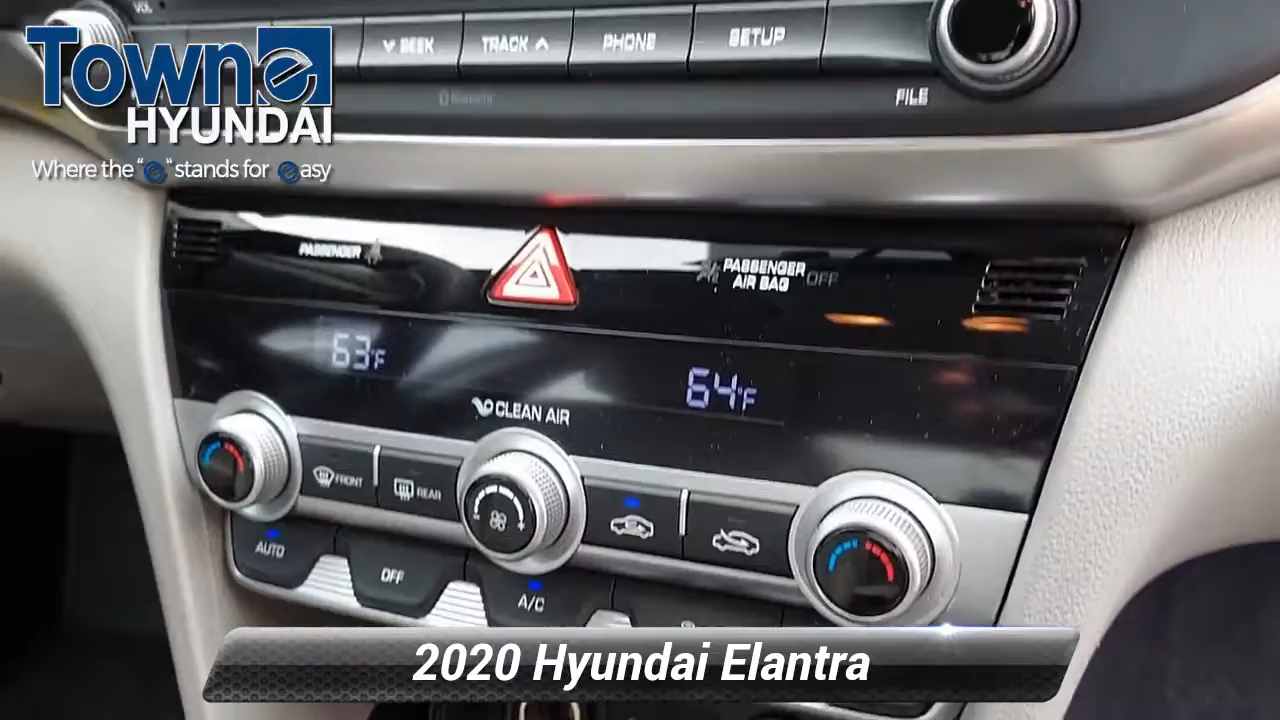 VOL
SEEK
TRACK
PHONE
SETUP
FILE
Towne
HYUNDAI
Where the "e" stands for easy
PASSENGER
PASSENGER
AIR BAG OFF
63°F
64°F
CLEAN AIR
FRONT
REAR
AUTO
OFF
A/C
2020 Hyundai Elantra